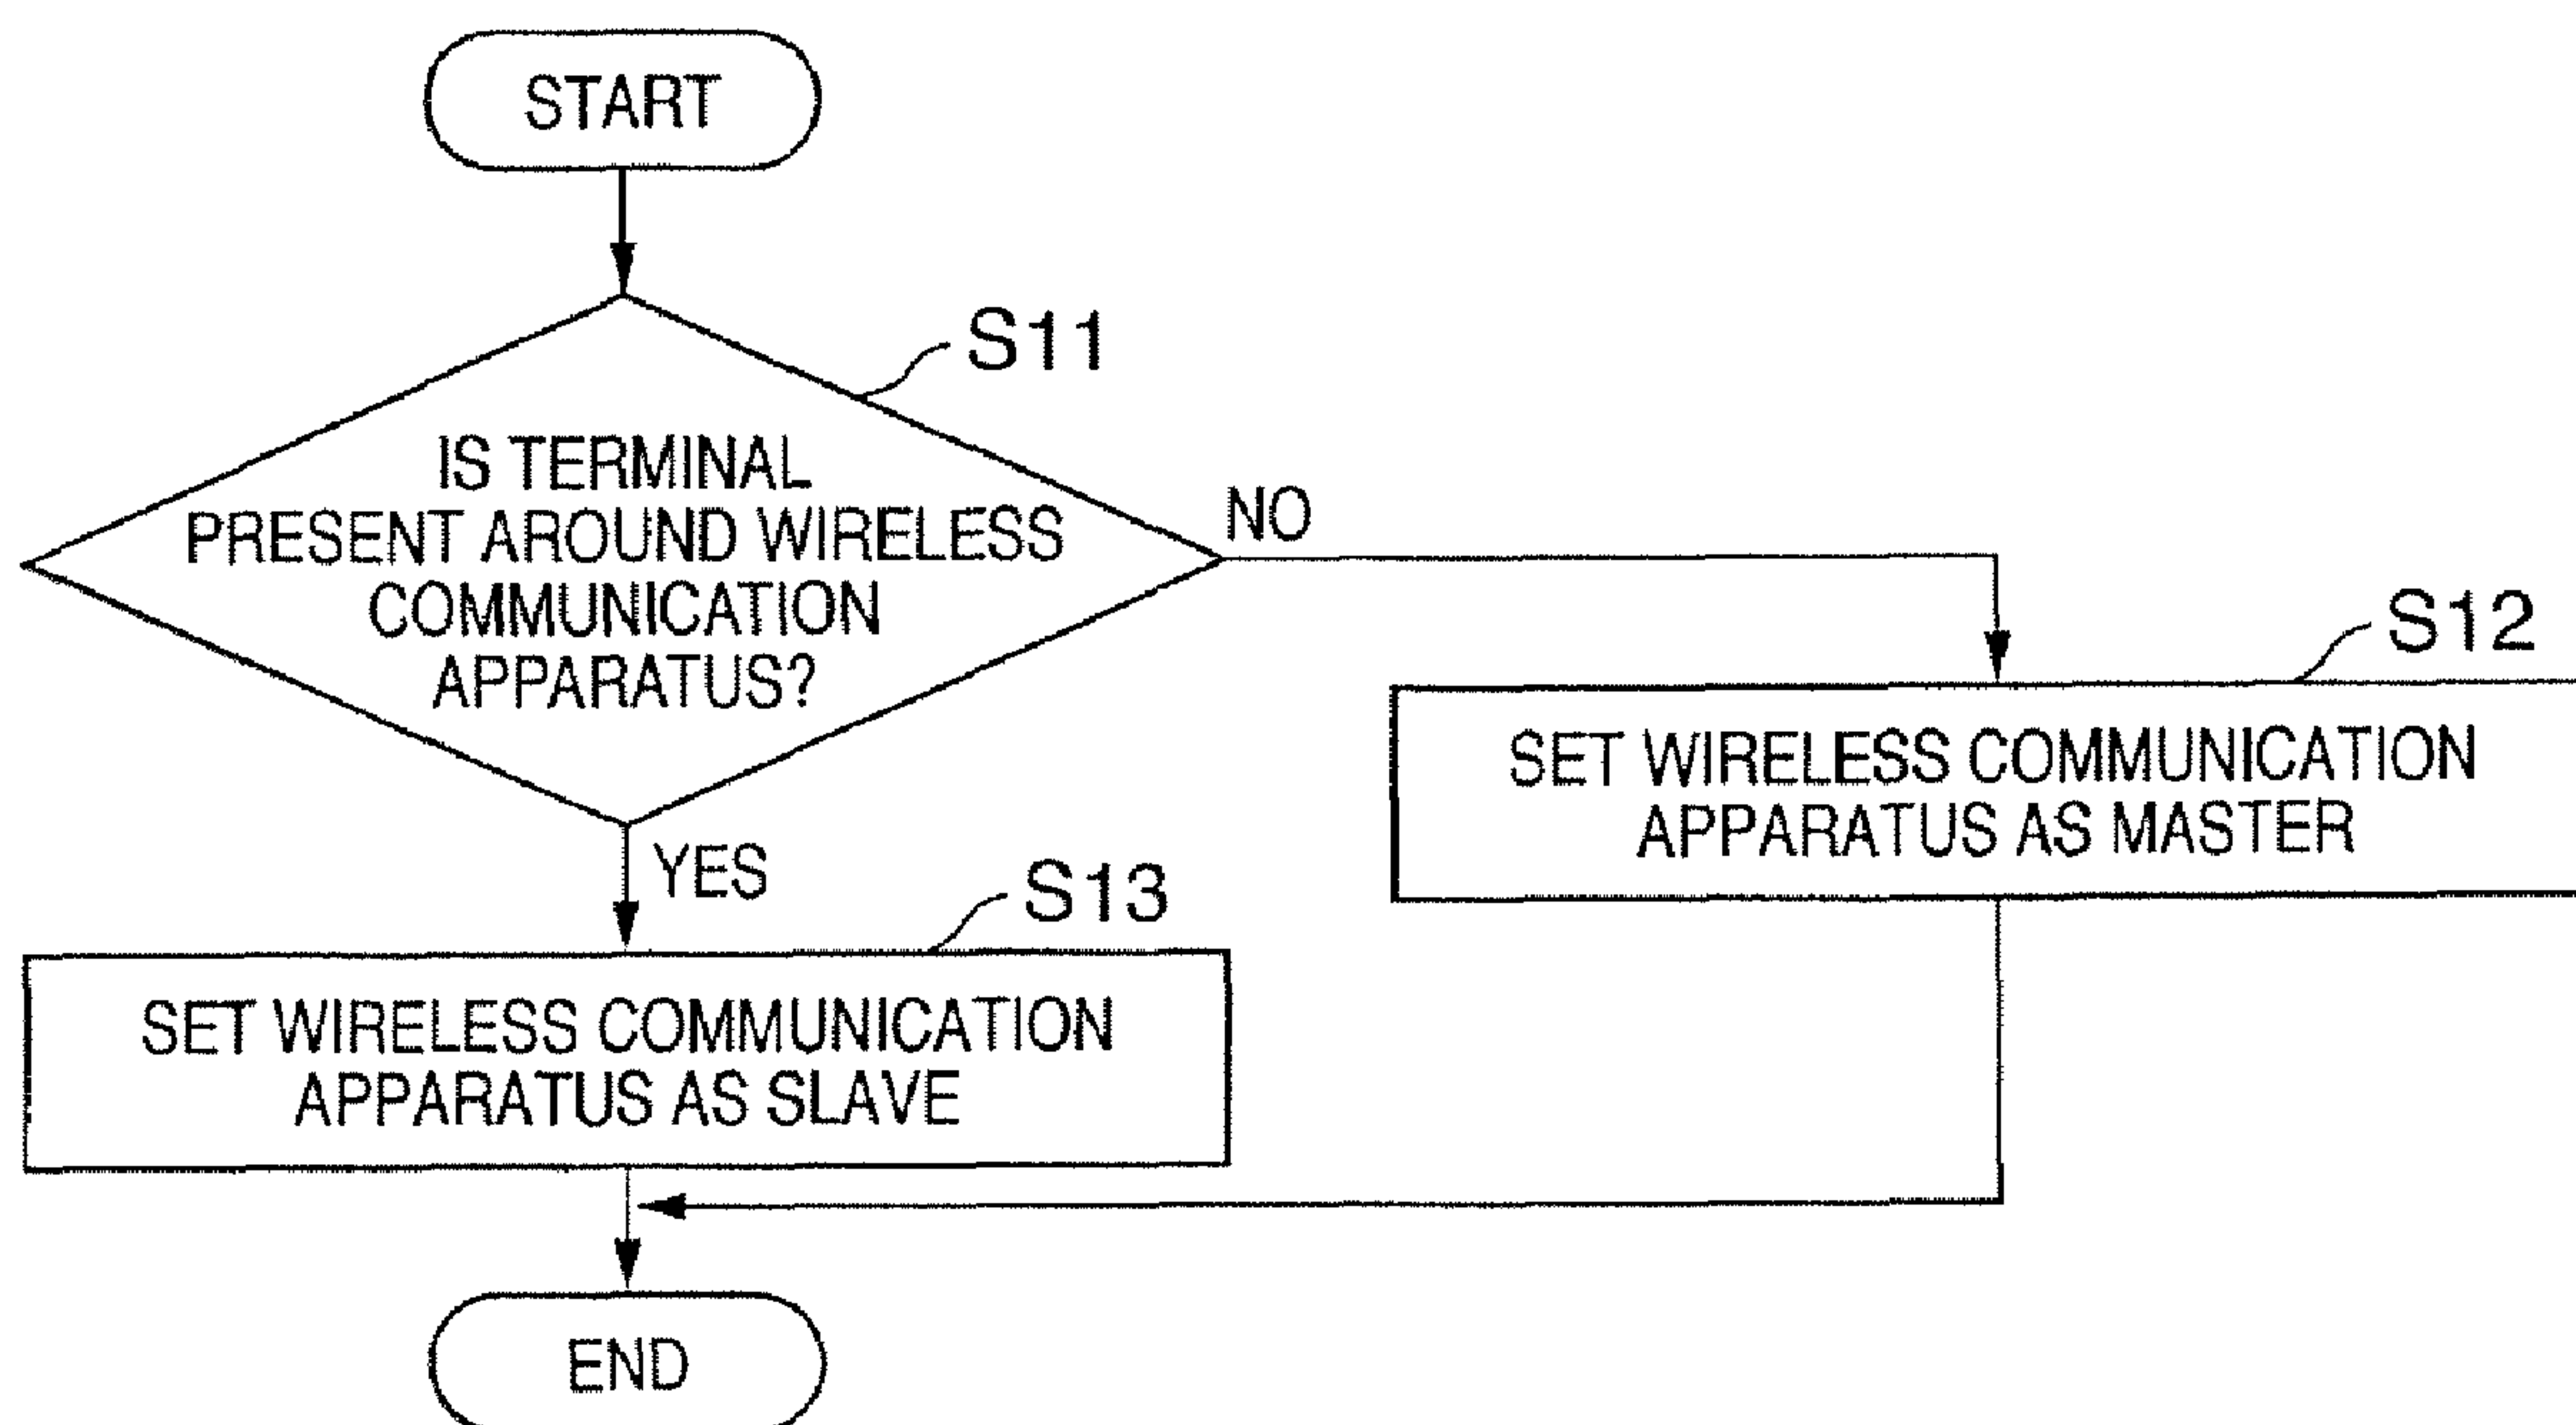 START
S11
IS TERMINAL
PRESENT AROUND WIRELESS
COMMUNICATION
APPARATUS?
NO
S12
SET WIRELESS COMMUNICATION
APPARATUS AS MASTER
YES
S13
SET WIRELESS COMMUNICATION
APPARATUS AS SLAVE
END